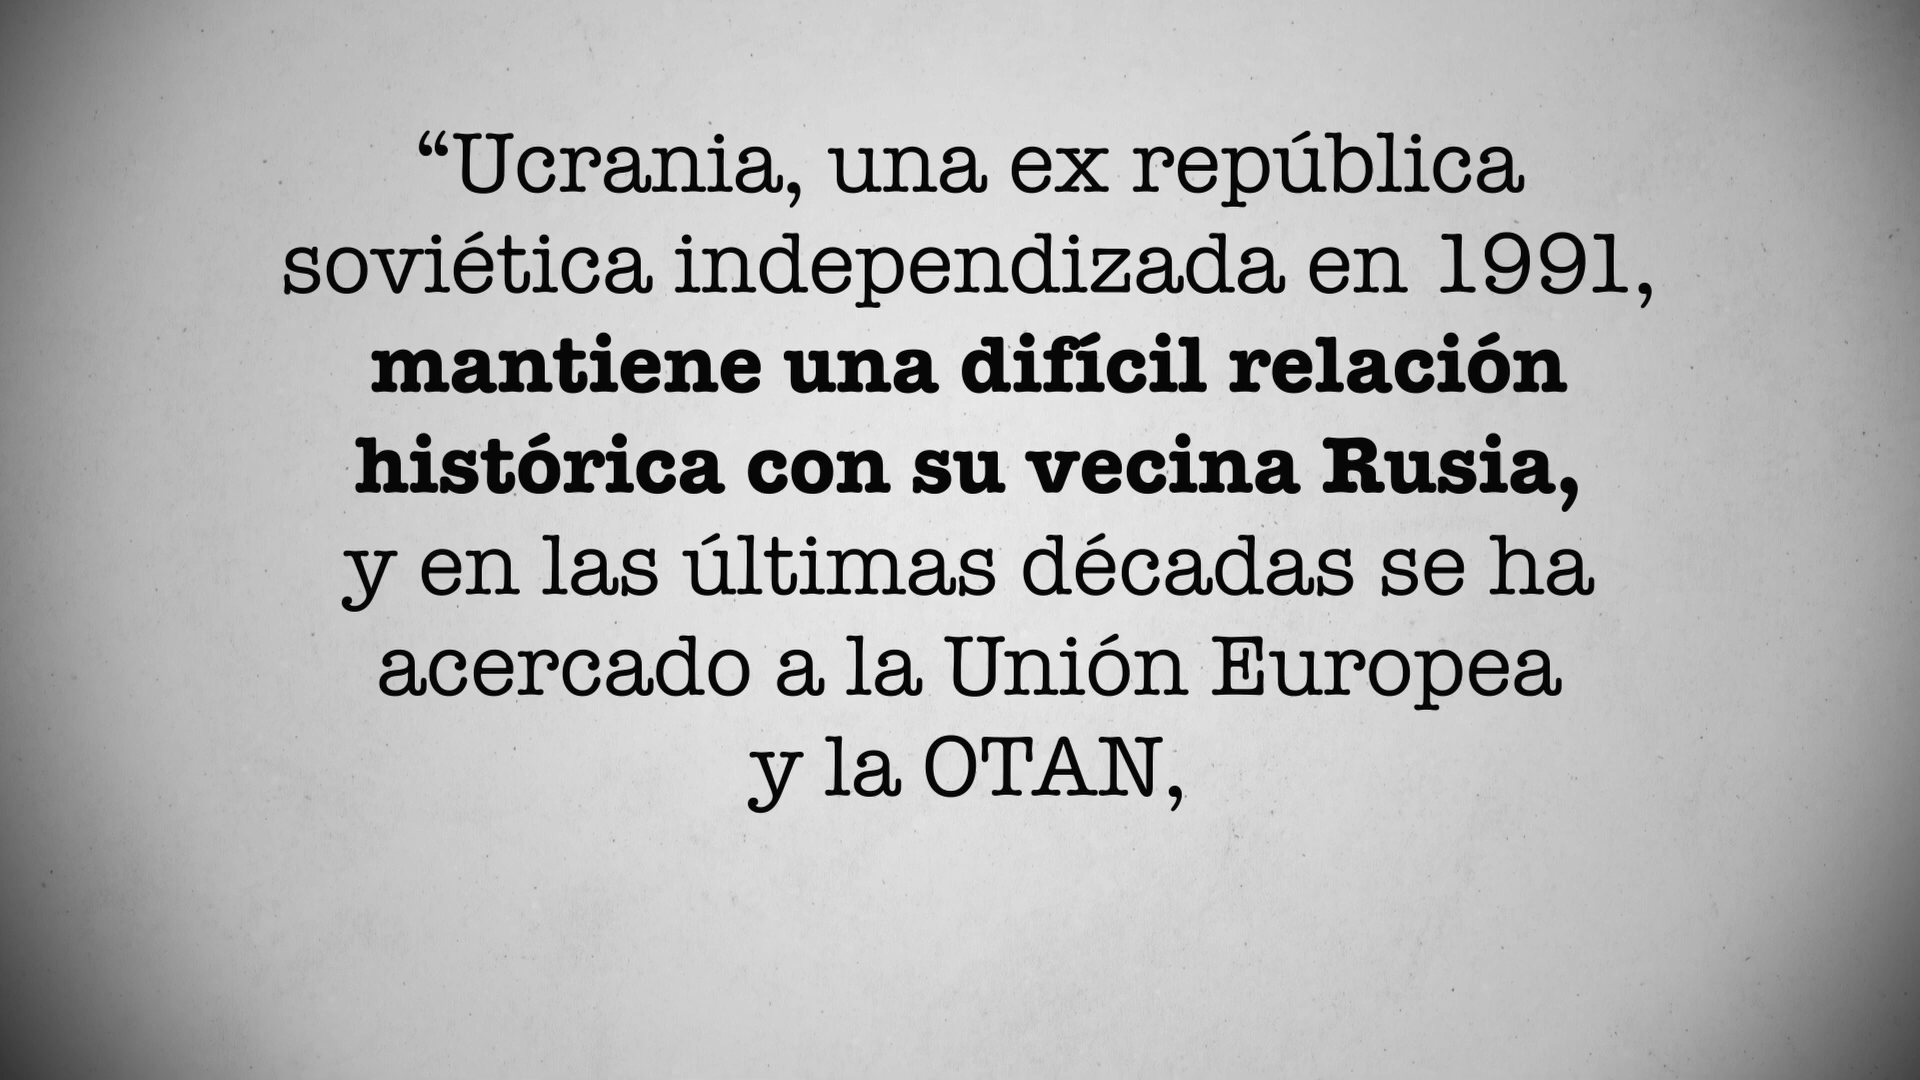 “Ucrania, una ex república
soviética independizada en 1991,
mantiene una difícil relación
histórica con su vecina Rusia,
y en las últimas décadas se ha
acercado a la Unión Europea
y la OTAN,